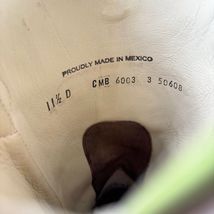 PROUDLY MADE IN MEXICO
11½ D CMB 6003 3 50608